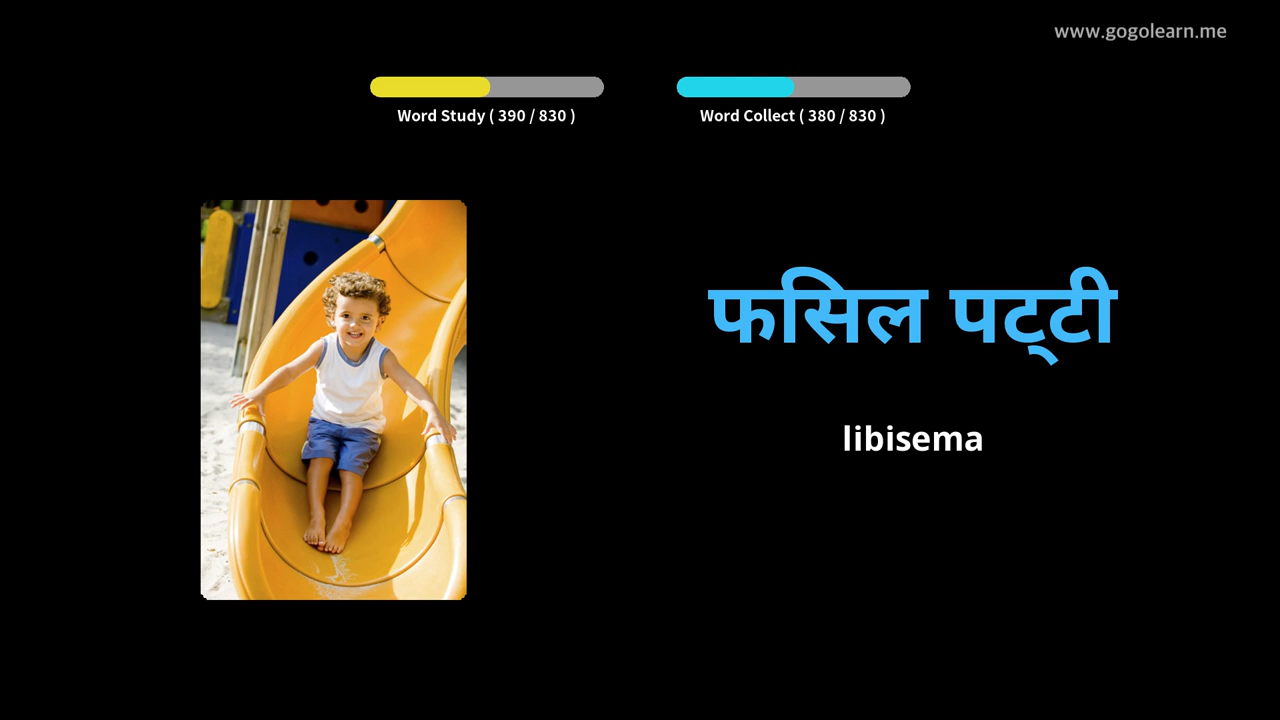 www.gogolearn.me
Word Study ( 390 / 830 )
Word Collect ( 380 / 830 )
फसिल पट्टी
libisema